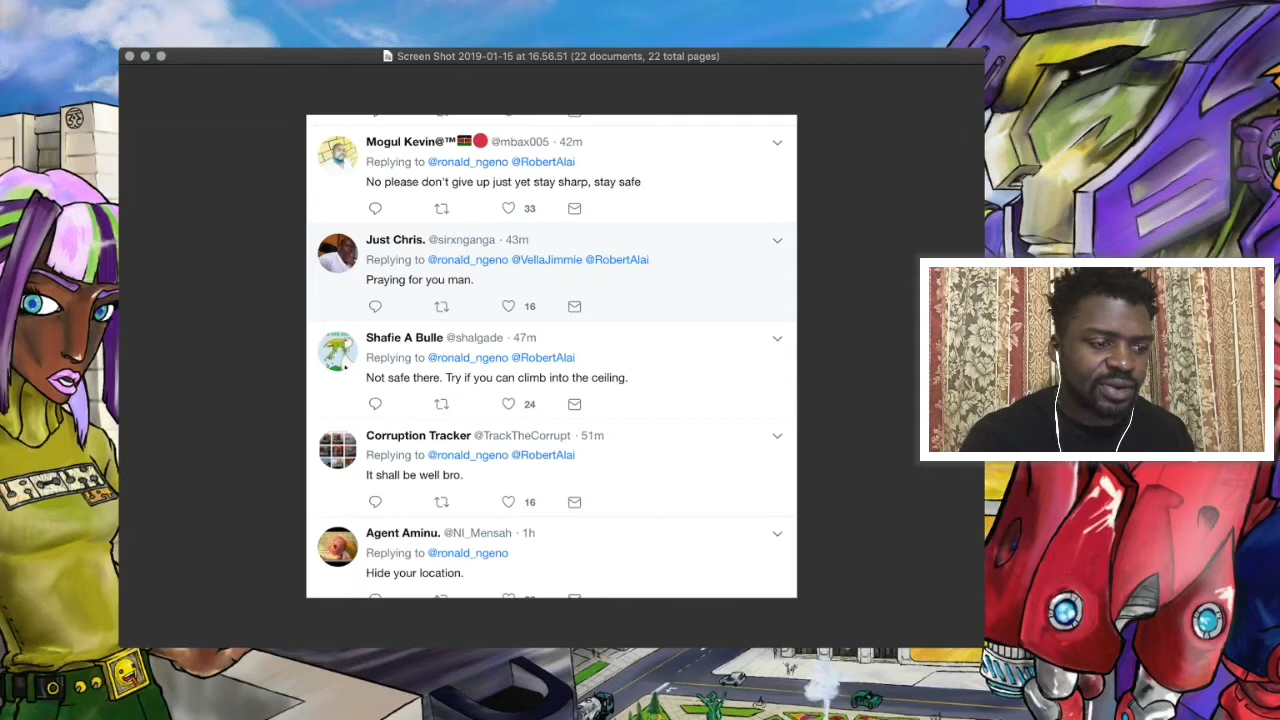 Screen Shot 2019-01-15 at 16.56.51 (22 documents, 22 total pages)
Mogul Kevin@™🇰🇪🔴 @mbax005 · 42m
Replying to @ronald_ngeno @RobertAlai
No please don't give up just yet stay sharp, stay safe
33
Just Chris. @sirxnganga · 43m
Replying to @ronald_ngeno @VellaJimmie @RobertAlai
Praying for you man.
16
Shafie A Bulle @shalgade · 47m
Replying to @ronald_ngeno @RobertAlai
Not safe there. Try if you can climb into the ceiling.
24
Corruption Tracker @TrackTheCorrupt · 51m
Replying to @ronald_ngeno @RobertAlai
It shall be well bro.
16
Agent Aminu. @NI_Mensah · 1h
Replying to @ronald_ngeno
Hide your location.